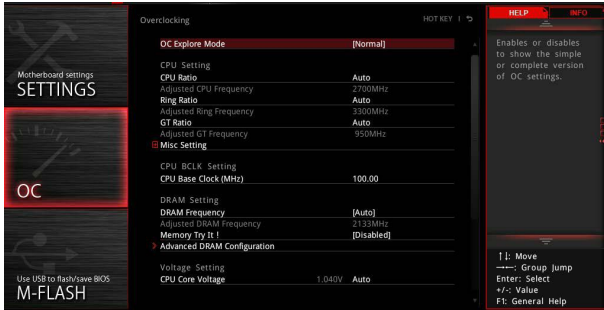 Overclocking
HOT KEY |
HELP
INFO
Motherboard settings
SETTINGS
OC
Use USB to flash/save BIOS
M-FLASH
OC Explore Mode [Normal]
CPU Setting
CPU Ratio Auto
Adjusted CPU Frequency 2700MHz
Ring Ratio Auto
Adjusted Ring Frequency 3300MHz
GT Ratio Auto
Adjusted GT Frequency 950MHz
Misc Setting
CPU BCLK Setting
CPU Base Clock (MHz) 100.00
DRAM Setting
DRAM Frequency [Auto]
Adjusted DRAM Frequency 2133MHz
Memory Try It ! [Disabled]
Advanced DRAM Configuration
Voltage Setting
CPU Core Voltage 1.040V Auto
Enables or disables
to show the simple
or complete version
of OC settings.
↑↓: Move
→←: Group Jump
Enter: Select
+/-: Value
F1: General Help